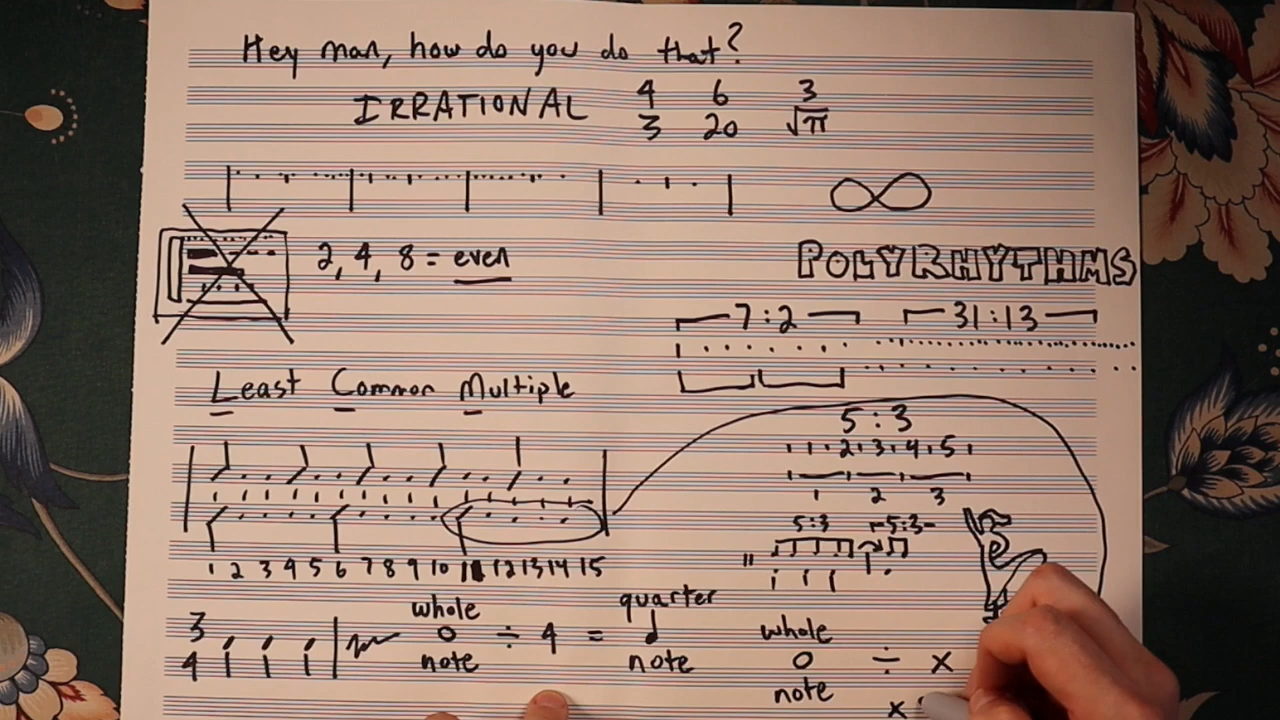 Hey man, how do you do that?
IRRATIONAL 4 6 3
3 20 √π
∞
2, 4, 8 = even
POLYRHYTHMS
7:2 31:13
Least Common Multiple
5:3
1 2 3 4 5
1 2 3
5:3 5:3
1 2 3 4 5 6 7 8 9 10 11 12 13 14 15
3
4
whole
note
÷ 4 =
quarter
note
whole
note
÷ x
x